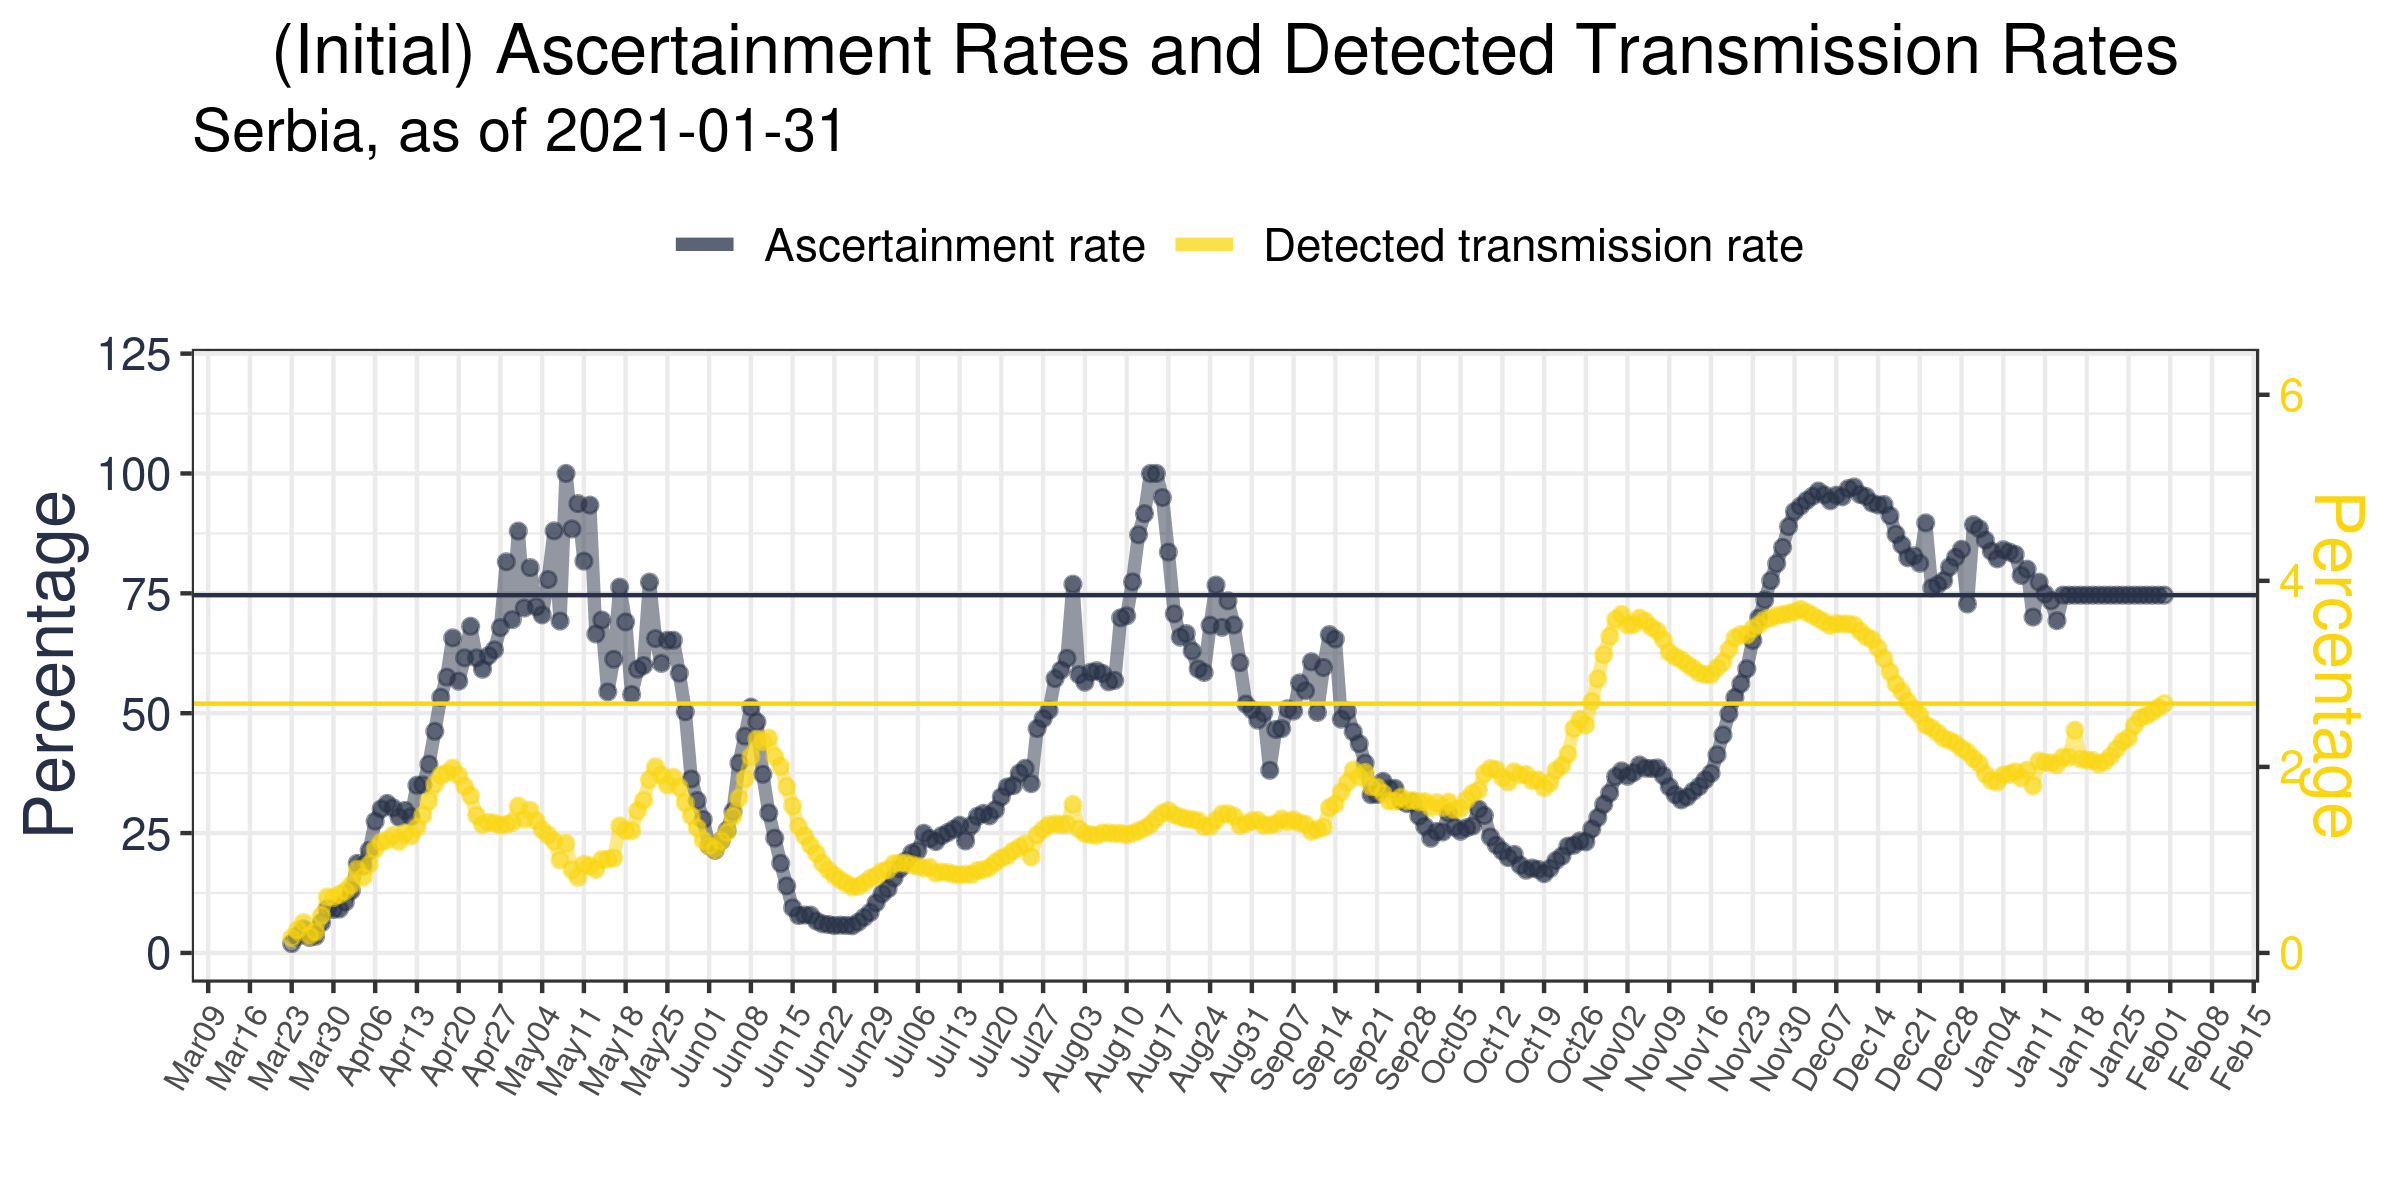 (Initial) Ascertainment Rates and Detected Transmission Rates
Serbia, as of 2021-01-31
Ascertainment rate Detected transmission rate
125
100
75
50
25
0
Percentage
6
4
2
0
Percentage
Mar09 Mar16 Mar23 Mar30 Apr06 Apr13 Apr20 Apr27 May04 May11 May18 May25 Jun01 Jun08 Jun15 Jun22 Jun29 Jul06 Jul13 Jul20 Jul27 Aug03 Aug10 Aug17 Aug24 Aug31 Sep07 Sep14 Sep21 Sep28 Oct05 Oct12 Oct19 Oct26 Nov02 Nov09 Nov16 Nov23 Nov30 Dec07 Dec14 Dec21 Dec28 Jan04 Jan11 Jan18 Jan25 Feb01 Feb08 Feb15